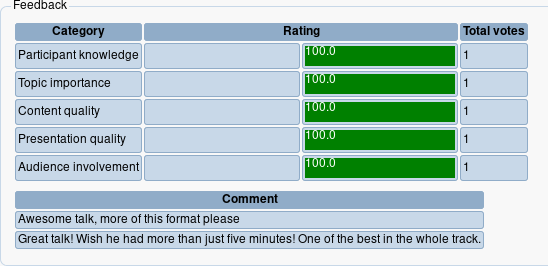 Feedback
Category Rating Total votes
Participant knowledge 100.0 1
Topic importance 100.0 1
Content quality 100.0 1
Presentation quality 100.0 1
Audience involvement 100.0 1
Comment
Awesome talk, more of this format please
Great talk! Wish he had more than just five minutes! One of the best in the whole track.